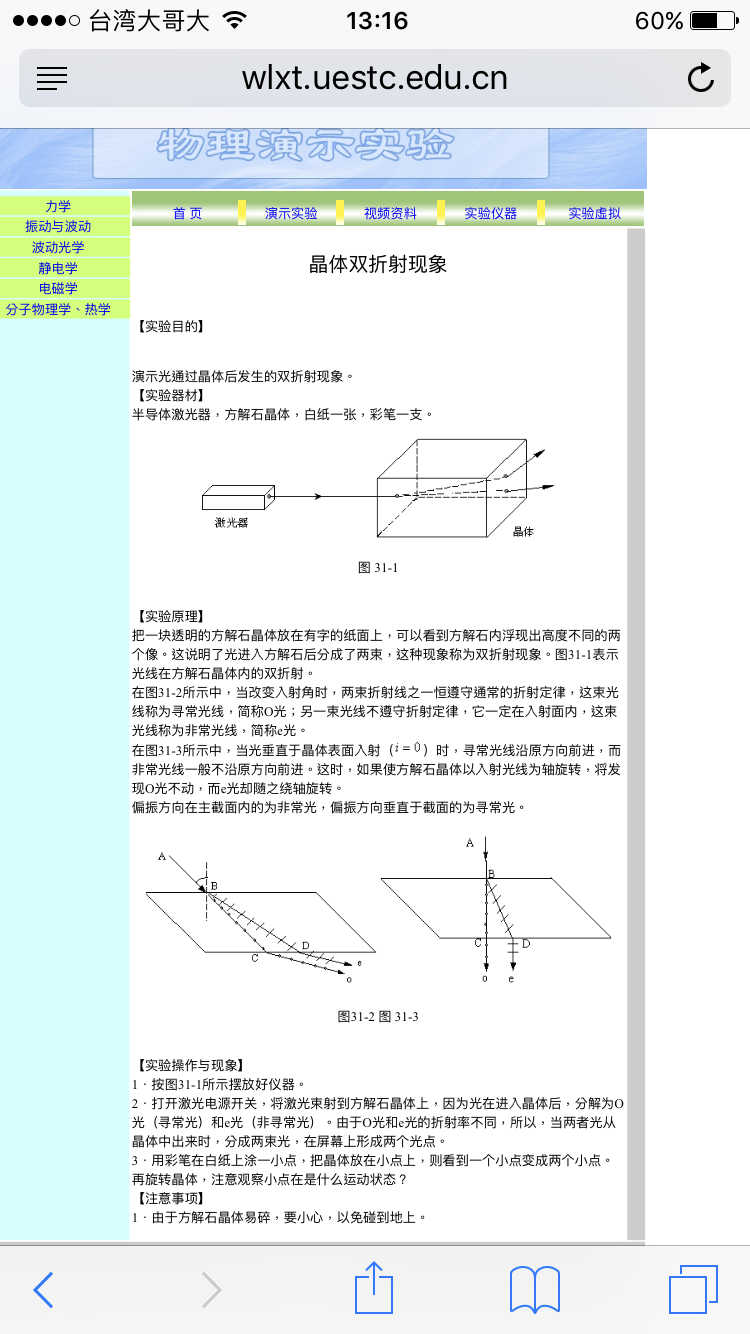 台湾大哥大
13:16
60%
wlxt.uestc.edu.cn
物理演示实验
力学
振动与波动
波动光学
静电学
电磁学
分子物理学、热学
首 页 演示实验 视频资料 实验仪器 实验虚拟
晶体双折射现象
【实验目的】
演示光通过晶体后发生的双折射现象。
【实验器材】
半导体激光器，方解石晶体，白纸一张，彩笔一支。
激光器
晶体
图 31-1
【实验原理】
把一块透明的方解石晶体放在有字的纸面上，可以看到方解石内浮现出高度不同的两
个像。这说明了光进入方解石后分成了两束，这种现象称为双折射现象。图31-1表示
光线在方解石晶体内的双折射。
在图31-2所示中，当改变入射角时，两束折射线之一恒遵守通常的折射定律，这束光
线称为寻常光线，简称O光；另一束光线不遵守折射定律，它一定在入射面内，这束
光线称为非常光线，简称e光。
在图31-3所示中，当光垂直于晶体表面入射（i = 0）时，寻常光线沿原方向前进，而
非常光线一般不沿原方向前进。这时，如果使方解石晶体以入射光线为轴旋转，将发
现O光不动，而e光却随之绕轴旋转。
偏振方向在主截面内的为非常光，偏振方向垂直于截面的为寻常光。
A
B
C
D
e
o
A
B
C
D
o
e
图31-2 图 31-3
【实验操作与现象】
1．按图31-1所示摆放好仪器。
2．打开激光电源开关，将激光束射到方解石晶体上，因为光在进入晶体后，分解为O
光（寻常光）和e光（非寻常光）。由于O光和e光的折射率不同，所以，当两者光从
晶体中出来时，分成两束光，在屏幕上形成两个光点。
3．用彩笔在白纸上涂一小点，把晶体放在小点上，则看到一个小点变成两个小点。
再旋转晶体，注意观察小点在是什么运动状态？
【注意事项】
1．由于方解石晶体易碎，要小心，以免碰到地上。